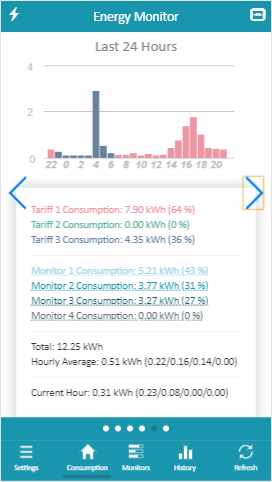 Energy Monitor
Last 24 Hours
4
2
0
22 0 2 4 6 8 10 12 14 16 18 20
Tariff 1 Consumption: 7.90 kWh (64 %)
Tariff 2 Consumption: 0.00 kWh (0 %)
Tariff 3 Consumption: 4.35 kWh (36 %)
Monitor 1 Consumption: 5.21 kWh (43 %)
Monitor 2 Consumption: 3.77 kWh (31 %)
Monitor 3 Consumption: 3.27 kWh (27 %)
Monitor 4 Consumption: 0.00 kWh (0 %)
Total: 12.25 kWh
Hourly Average: 0.51 kWh (0.22/0.16/0.14/0.00)
Current Hour: 0.31 kWh (0.23/0.08/0.00/0.00)
Settings Consumption Monitors History Refresh